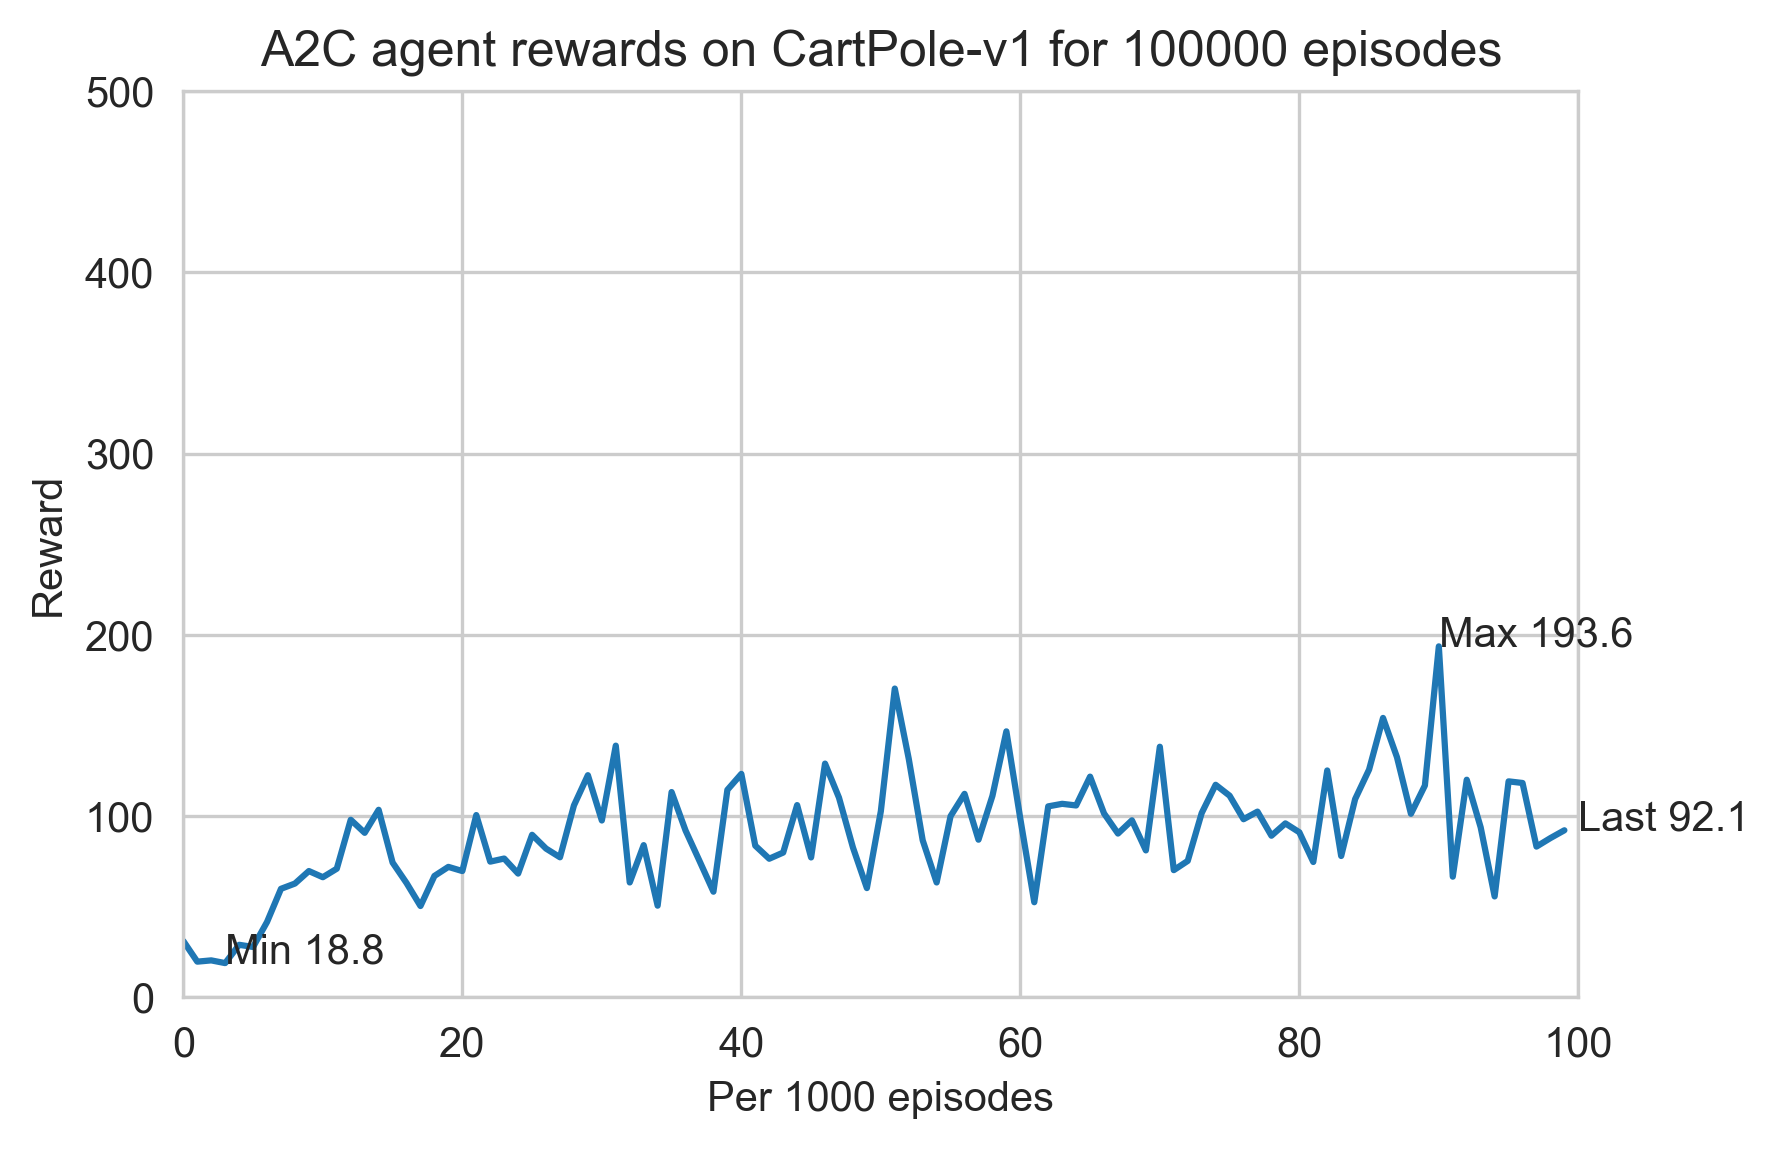 A2C agent rewards on CartPole-v1 for 100000 episodes
500
400
300
200
100
0
Reward
Max 193.6
Last 92.1
Min 18.8
0 20 40 60 80 100
Per 1000 episodes